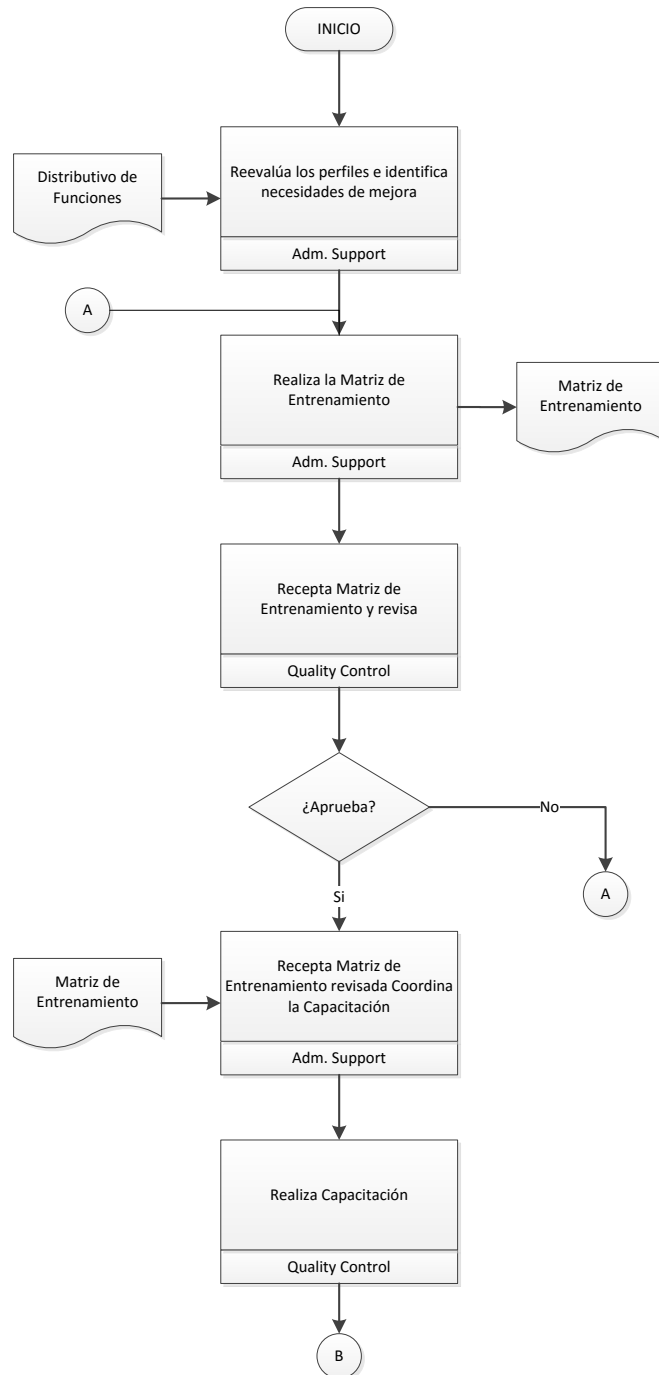 INICIO
Distributivo de
Funciones
Reevalúa los perfiles e identifica
necesidades de mejora
Adm. Support
A
Realiza la Matriz de
Entrenamiento
Adm. Support
Matriz de
Entrenamiento
Recepta Matriz de
Entrenamiento y revisa
Quality Control
¿Aprueba?
No
A
Si
Matriz de
Entrenamiento
Recepta Matriz de
Entrenamiento revisada Coordina
la Capacitación
Adm. Support
Realiza Capacitación
Quality Control
B